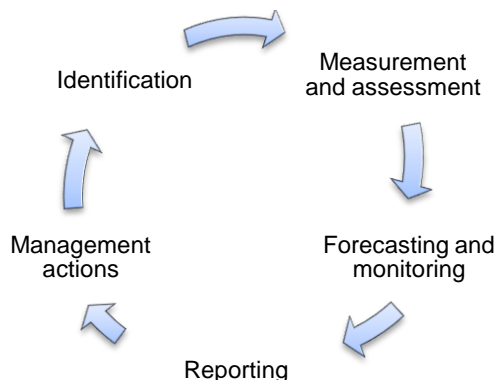 Identification
Measurement
and assessment
Forecasting and
monitoring
Reporting
Management
actions